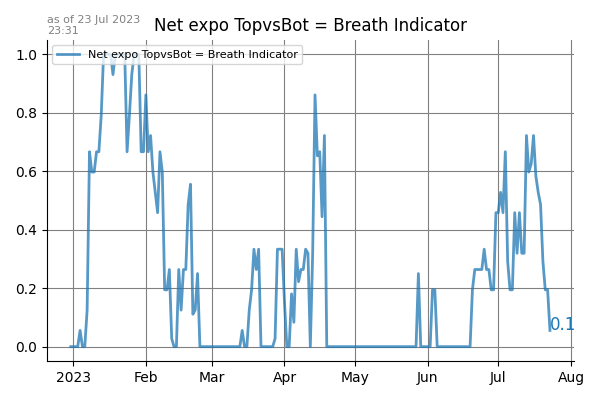 as of 23 Jul 2023
23:31
Net expo TopvsBot = Breath Indicator
Net expo TopvsBot = Breath Indicator
1.0
0.8
0.6
0.4
0.2
0.0
0.1
2023 Feb Mar Apr May Jun Jul Aug